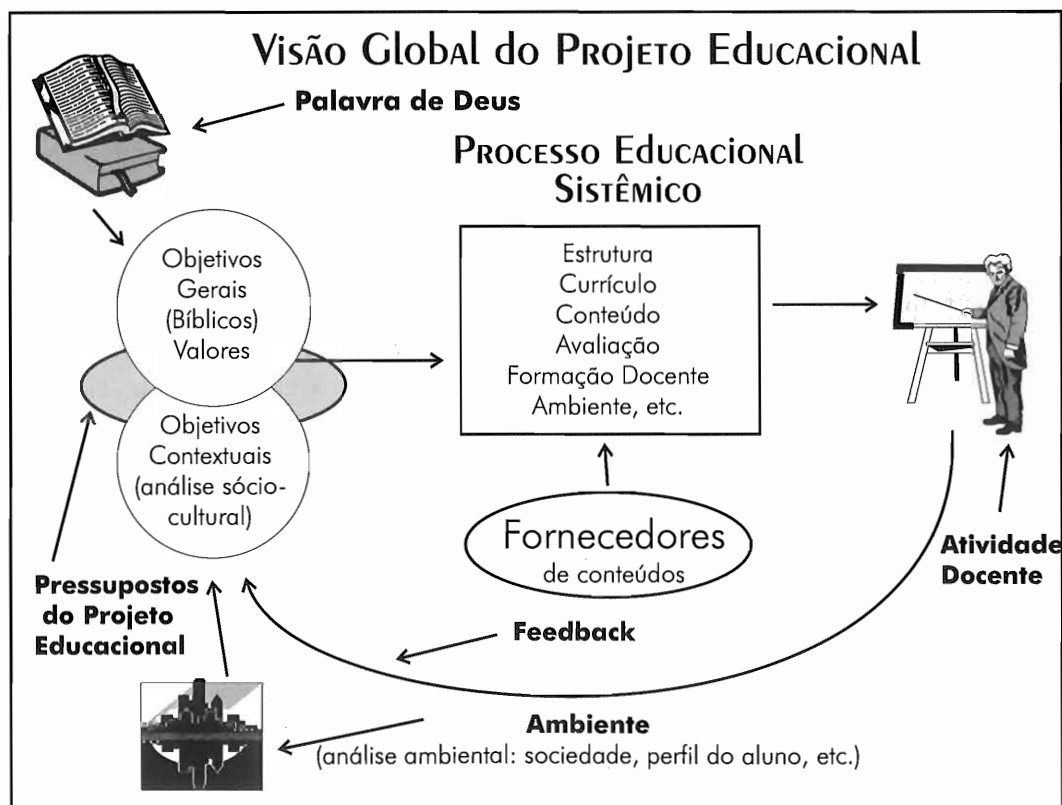 Visão Global do Projeto Educacional
Palavra de Deus
Processo Educacional
Sistêmico
Objetivos
Gerais
(Bíblicos)
Valores
Objetivos
Contextuais
(análise sócio-
cultural)
Estrutura
Currículo
Conteúdo
Avaliação
Formação Docente
Ambiente, etc.
Fornecedores
de conteúdos
Atividade
Docente
Pressupostos
do Projeto
Educacional
Feedback
Ambiente
(análise ambiental: sociedade, perfil do aluno, etc.)